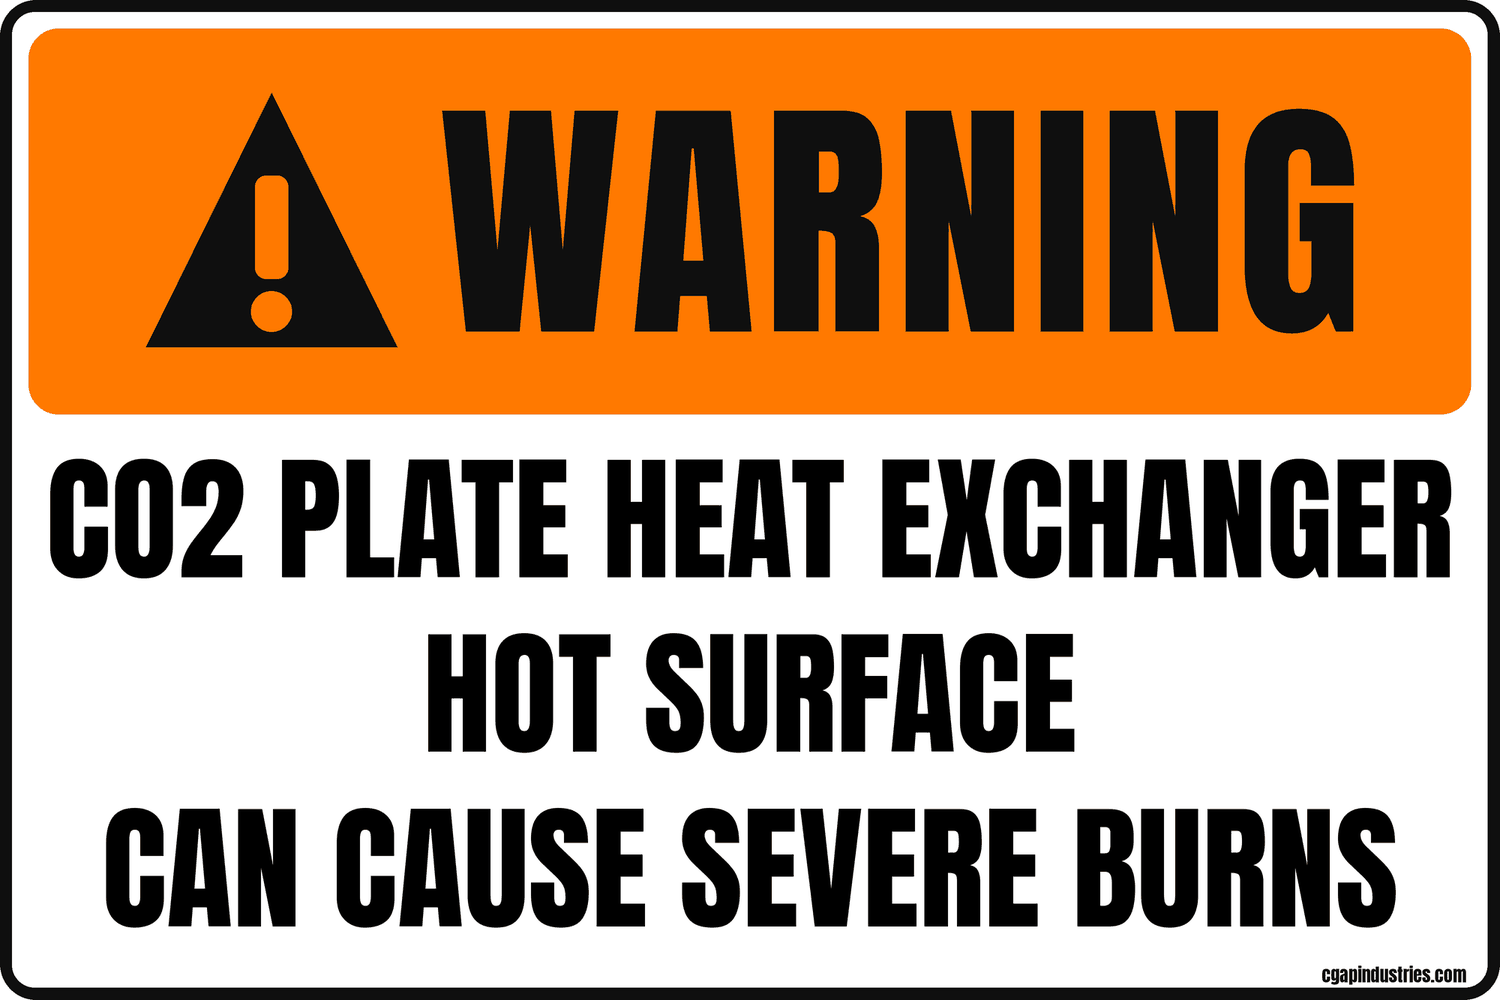 WARNING
CO2 PLATE HEAT EXCHANGER
HOT SURFACE
CAN CAUSE SEVERE BURNS
cgapindustries.com